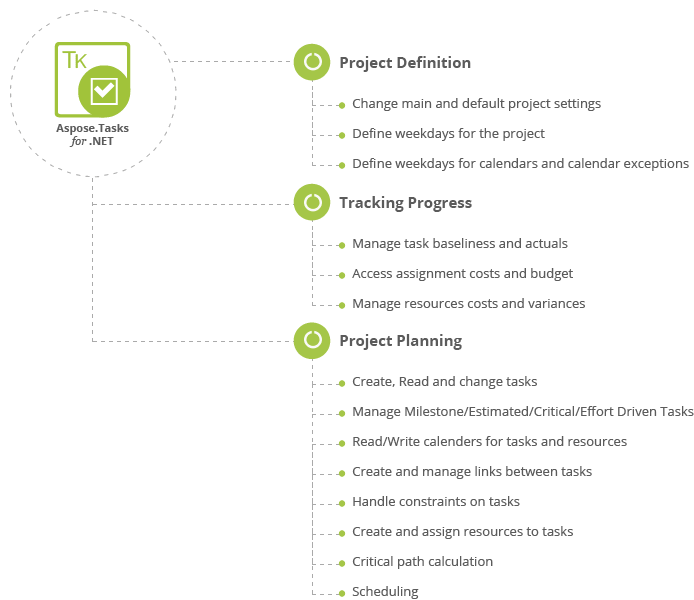 TK
Aspose.Tasks
for .NET
Project Definition
Change main and default project settings
Define weekdays for the project
Define weekdays for calendars and calendar exceptions
Tracking Progress
Manage task baseliness and actuals
Access assignment costs and budget
Manage resources costs and variances
Project Planning
Create, Read and change tasks
Manage Milestone/Estimated/Critical/Effort Driven Tasks
Read/Write calenders for tasks and resources
Create and manage links between tasks
Handle constraints on tasks
Create and assign resources to tasks
Critical path calculation
Scheduling